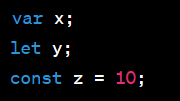 var x;
let y;
const z = 10;